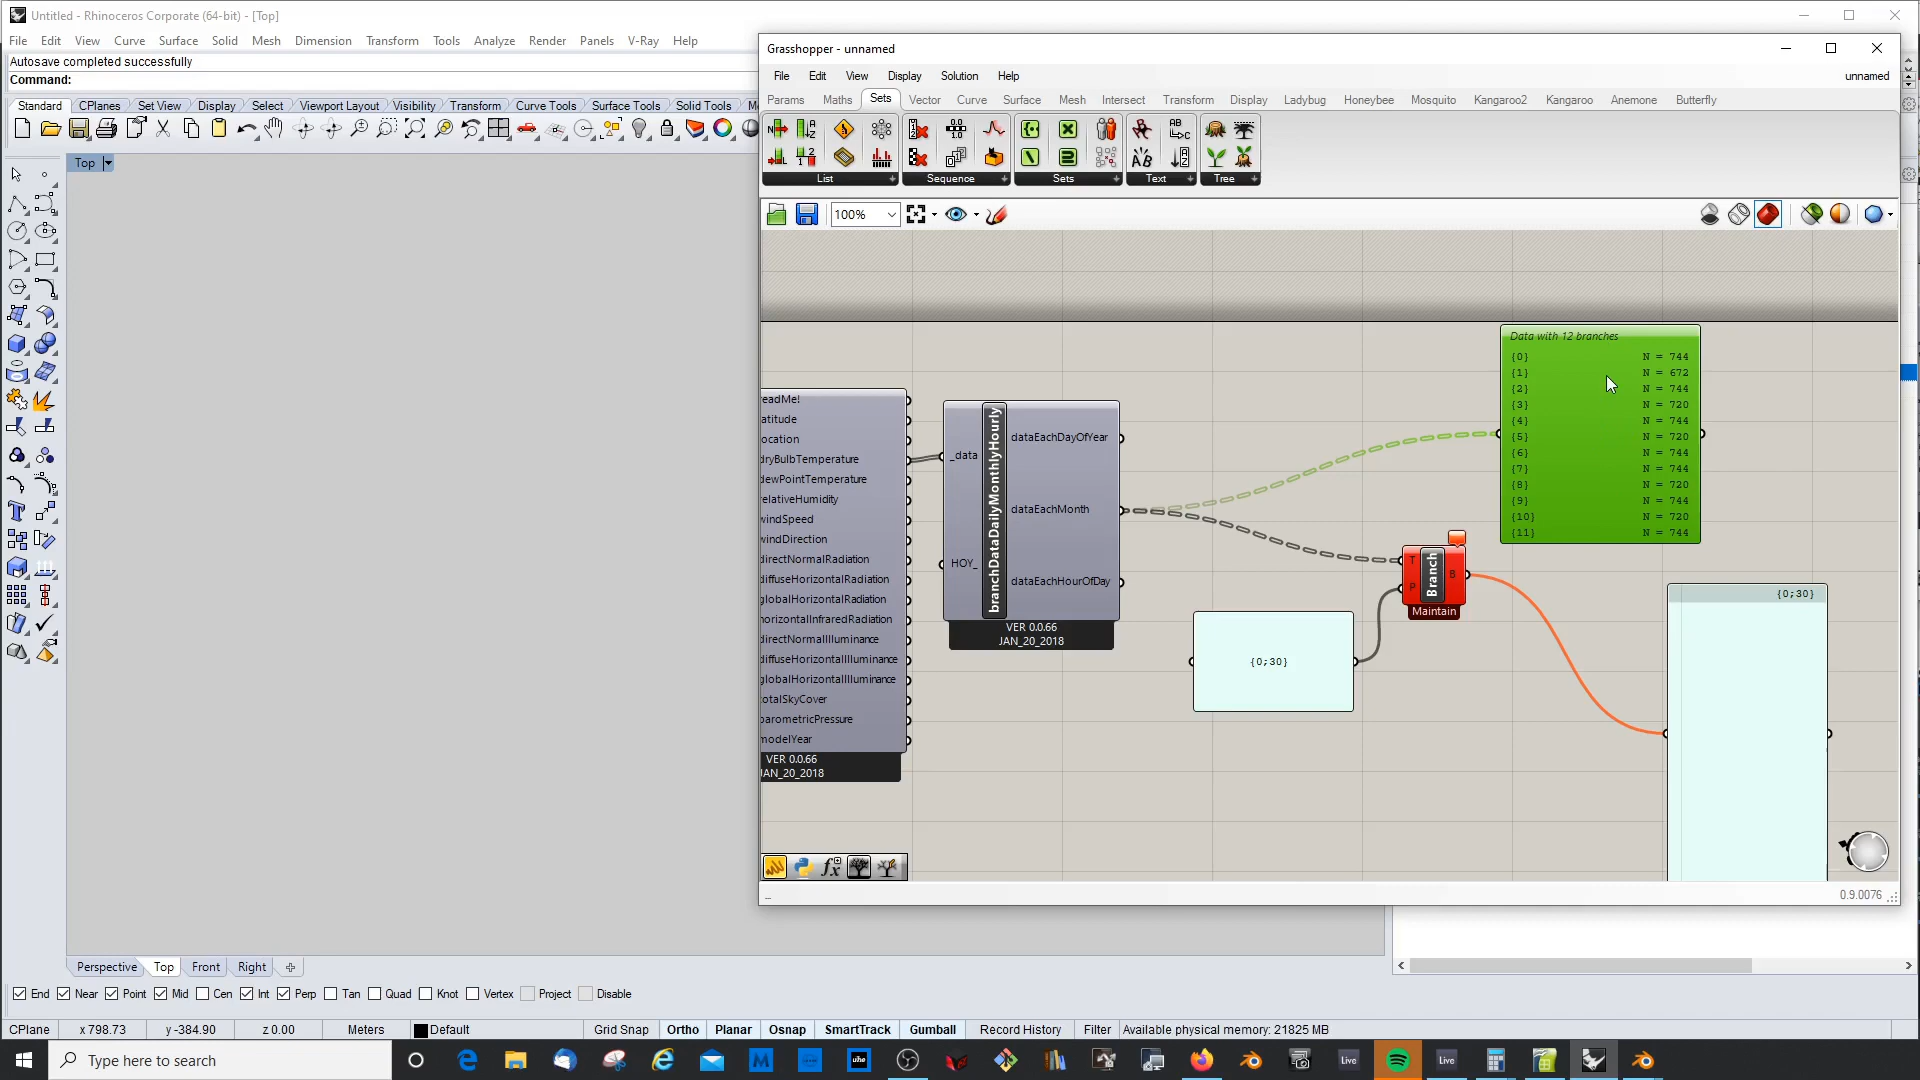 Untitled - Rhinoceros Corporate (64-bit) - [Top]
File Edit View Curve Surface Solid Mesh Dimension Transform Tools Analyze Render Panels V-Ray Help
Autosave completed successfully
Command:
Standard CPlanes Set View Display Select Viewport Layout Visibility Transform Curve Tools Surface Tools Solid Tools
Top
Grasshopper - unnamed
File Edit View Display Solution Help unnamed
Params Maths Sets Vector Curve Surface Mesh Intersect Transform Display Ladybug Honeybee Mosquito Kangaroo2 Kangaroo Anemone Butterfly
List Sequence Sets Text Tree
100%
Data with 12 branches
{0} N = 744
{1} N = 672
{2} N = 744
{3} N = 720
{4} N = 744
{5} N = 720
{6} N = 744
{7} N = 744
{8} N = 720
{9} N = 744
{10} N = 720
{11} N = 744
readMe!
latitude
location
dryBulbTemperature
dewPointTemperature
relativeHumidity
windSpeed
windDirection
directNormalRadiation
diffuseHorizontalRadiation
globalHorizontalRadiation
horizontalInfraredRadiation
directNormalIlluminance
diffuseHorizontalIlluminance
globalHorizontalIlluminance
totalSkyCover
barometricPressure
modelYear
VER 0.0.66
JAN_20_2018
_data
HOY_
branchDataDailyMonthlyHourly
dataEachDayOfYear
dataEachMonth
dataEachHourOfDay
VER 0.0.66
JAN_20_2018
{0;30}
T
P
Branch
B
Maintain
{0;30}
0.9.0076
Perspective Top Front Right
End Near Point Mid Cen Int Perp Tan Quad Knot Vertex Project Disable
CPlane x 798.73 y -384.90 z 0.00 Meters Default Grid Snap Ortho Planar Osnap SmartTrack Gumball Record History Filter Available physical memory: 21825 MB
Type here to search
Live
Live